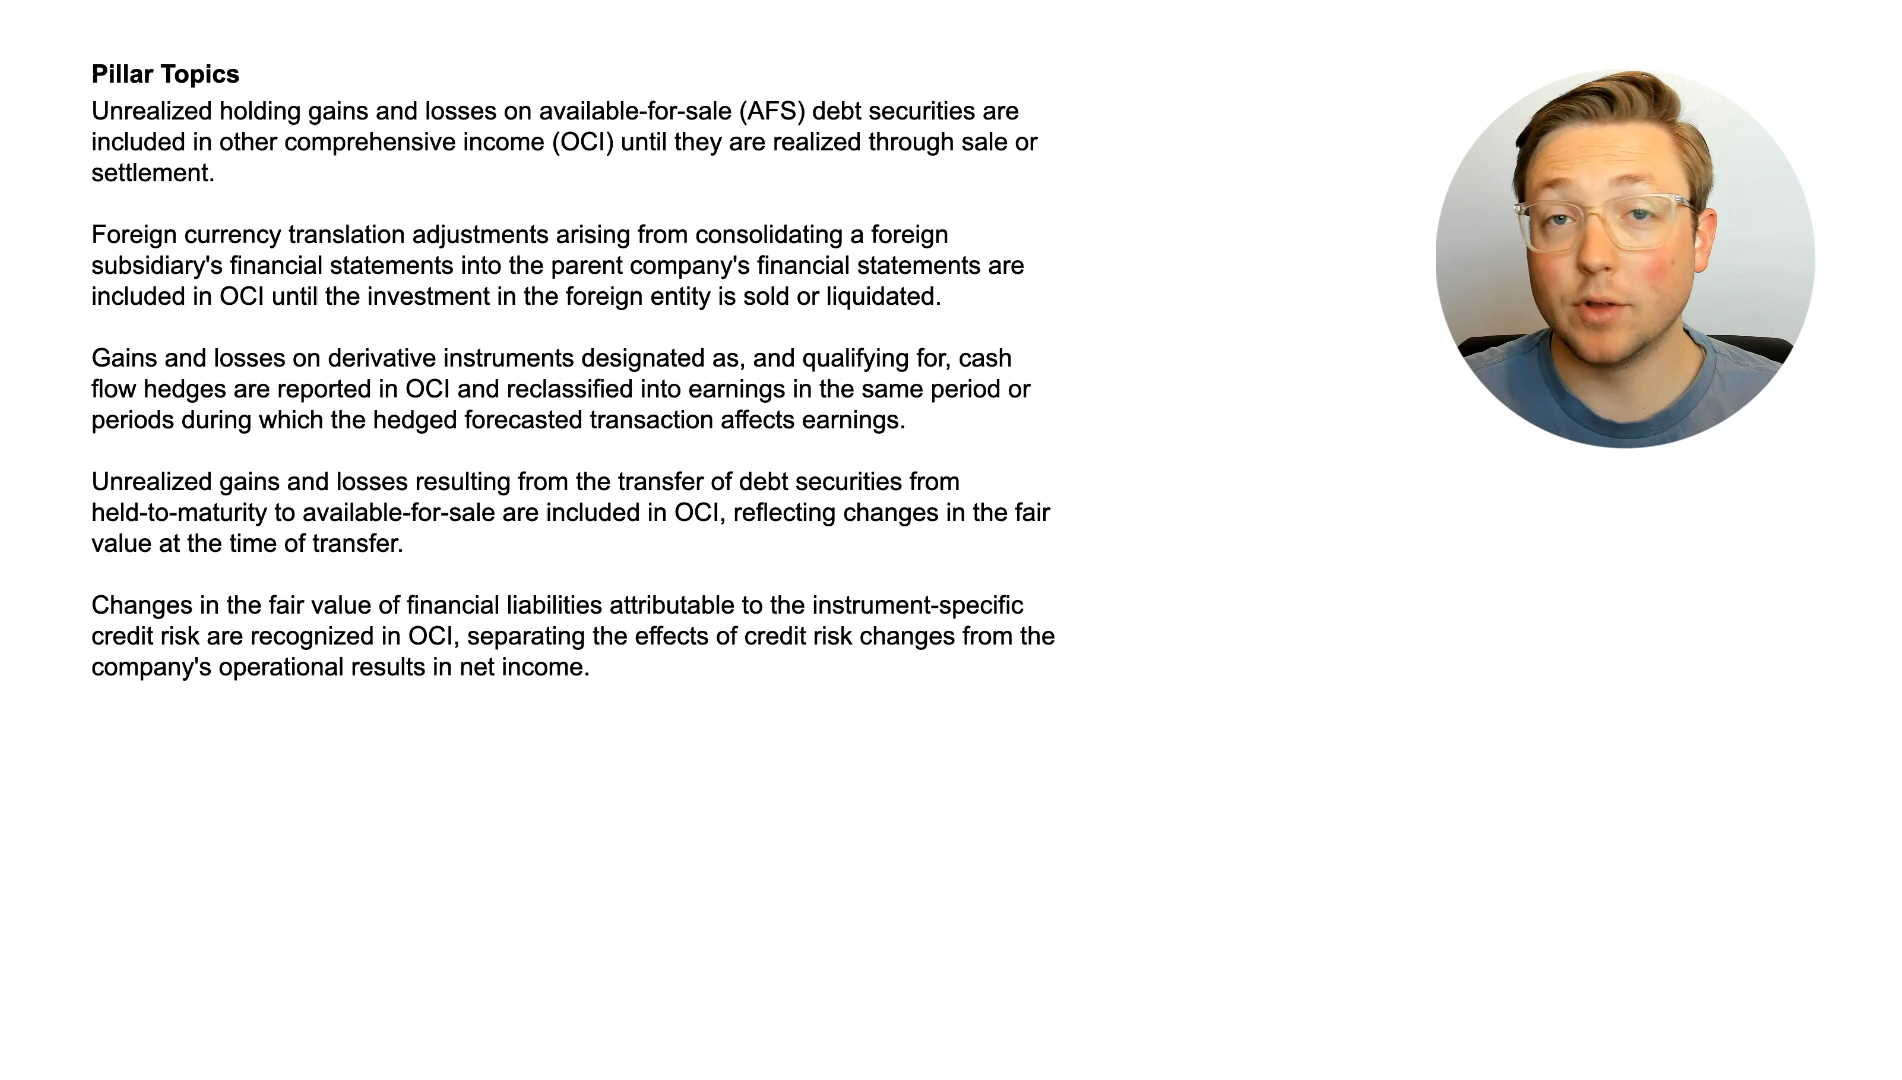 Pillar Topics
Unrealized holding gains and losses on available-for-sale (AFS) debt securities are
included in other comprehensive income (OCI) until they are realized through sale or
settlement.
Foreign currency translation adjustments arising from consolidating a foreign
subsidiary's financial statements into the parent company's financial statements are
included in OCI until the investment in the foreign entity is sold or liquidated.
Gains and losses on derivative instruments designated as, and qualifying for, cash
flow hedges are reported in OCI and reclassified into earnings in the same period or
periods during which the hedged forecasted transaction affects earnings.
Unrealized gains and losses resulting from the transfer of debt securities from
held-to-maturity to available-for-sale are included in OCI, reflecting changes in the fair
value at the time of transfer.
Changes in the fair value of financial liabilities attributable to the instrument-specific
credit risk are recognized in OCI, separating the effects of credit risk changes from the
company's operational results in net income.